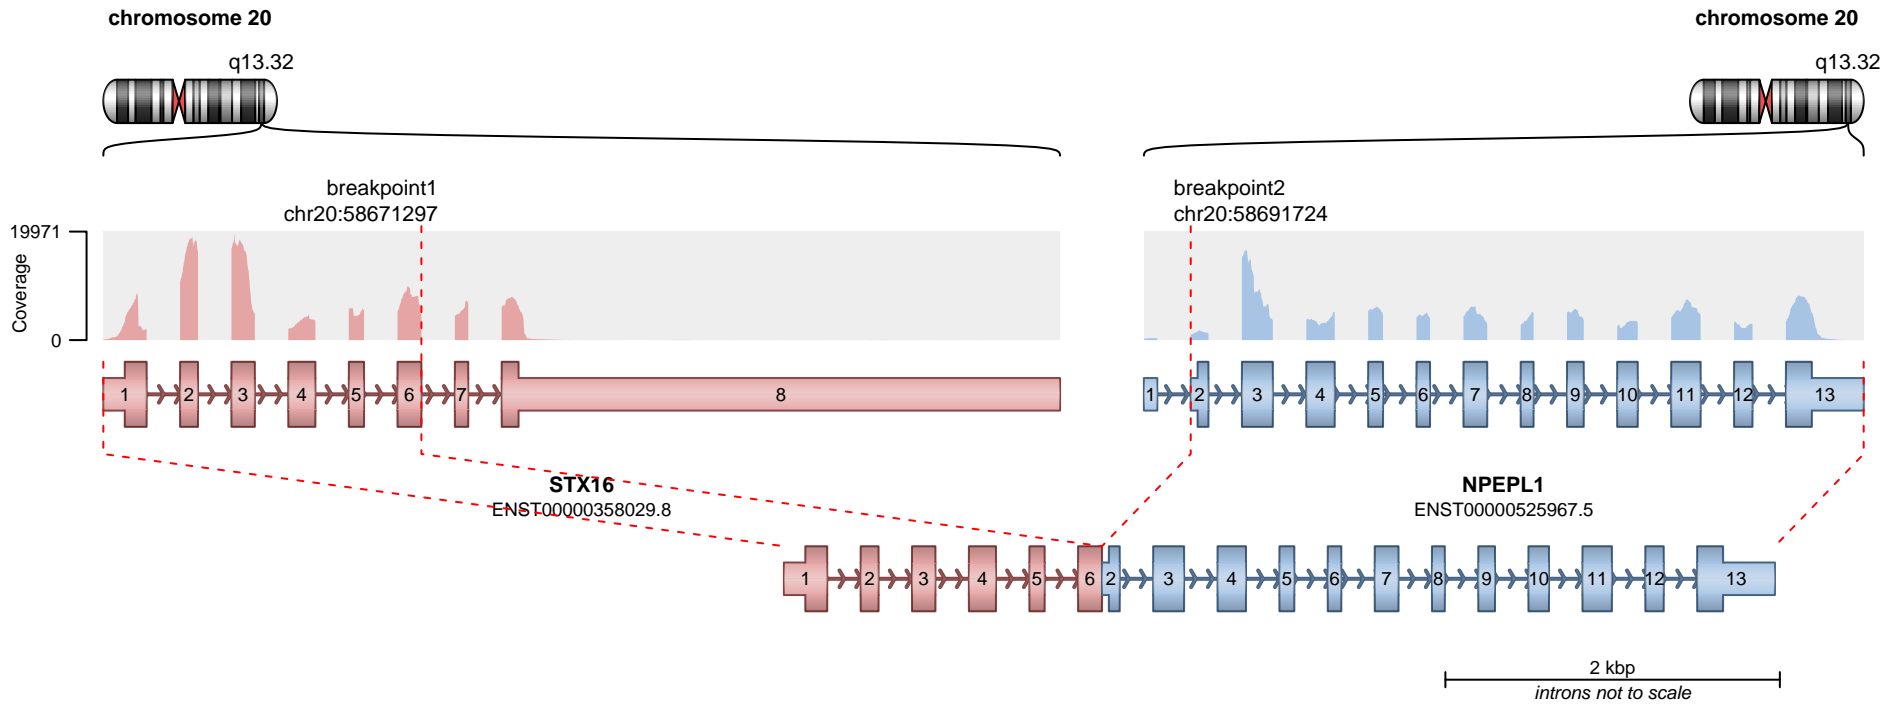 chromosome 20
chromosome 20
q13.32
q13.32
breakpoint1
chr20:58671297
breakpoint2
chr20:58691724
19971
Coverage
0
1 2 3 4 5 6 7 8
1 2 3 4 5 6 7 8 9 10 11 12 13
STX16
ENST00000358029.8
NPEPL1
ENST00000525967.5
1 2 3 4 5 6 2 3 4 5 6 7 8 9 10 11 12 13
2 kbp
introns not to scale